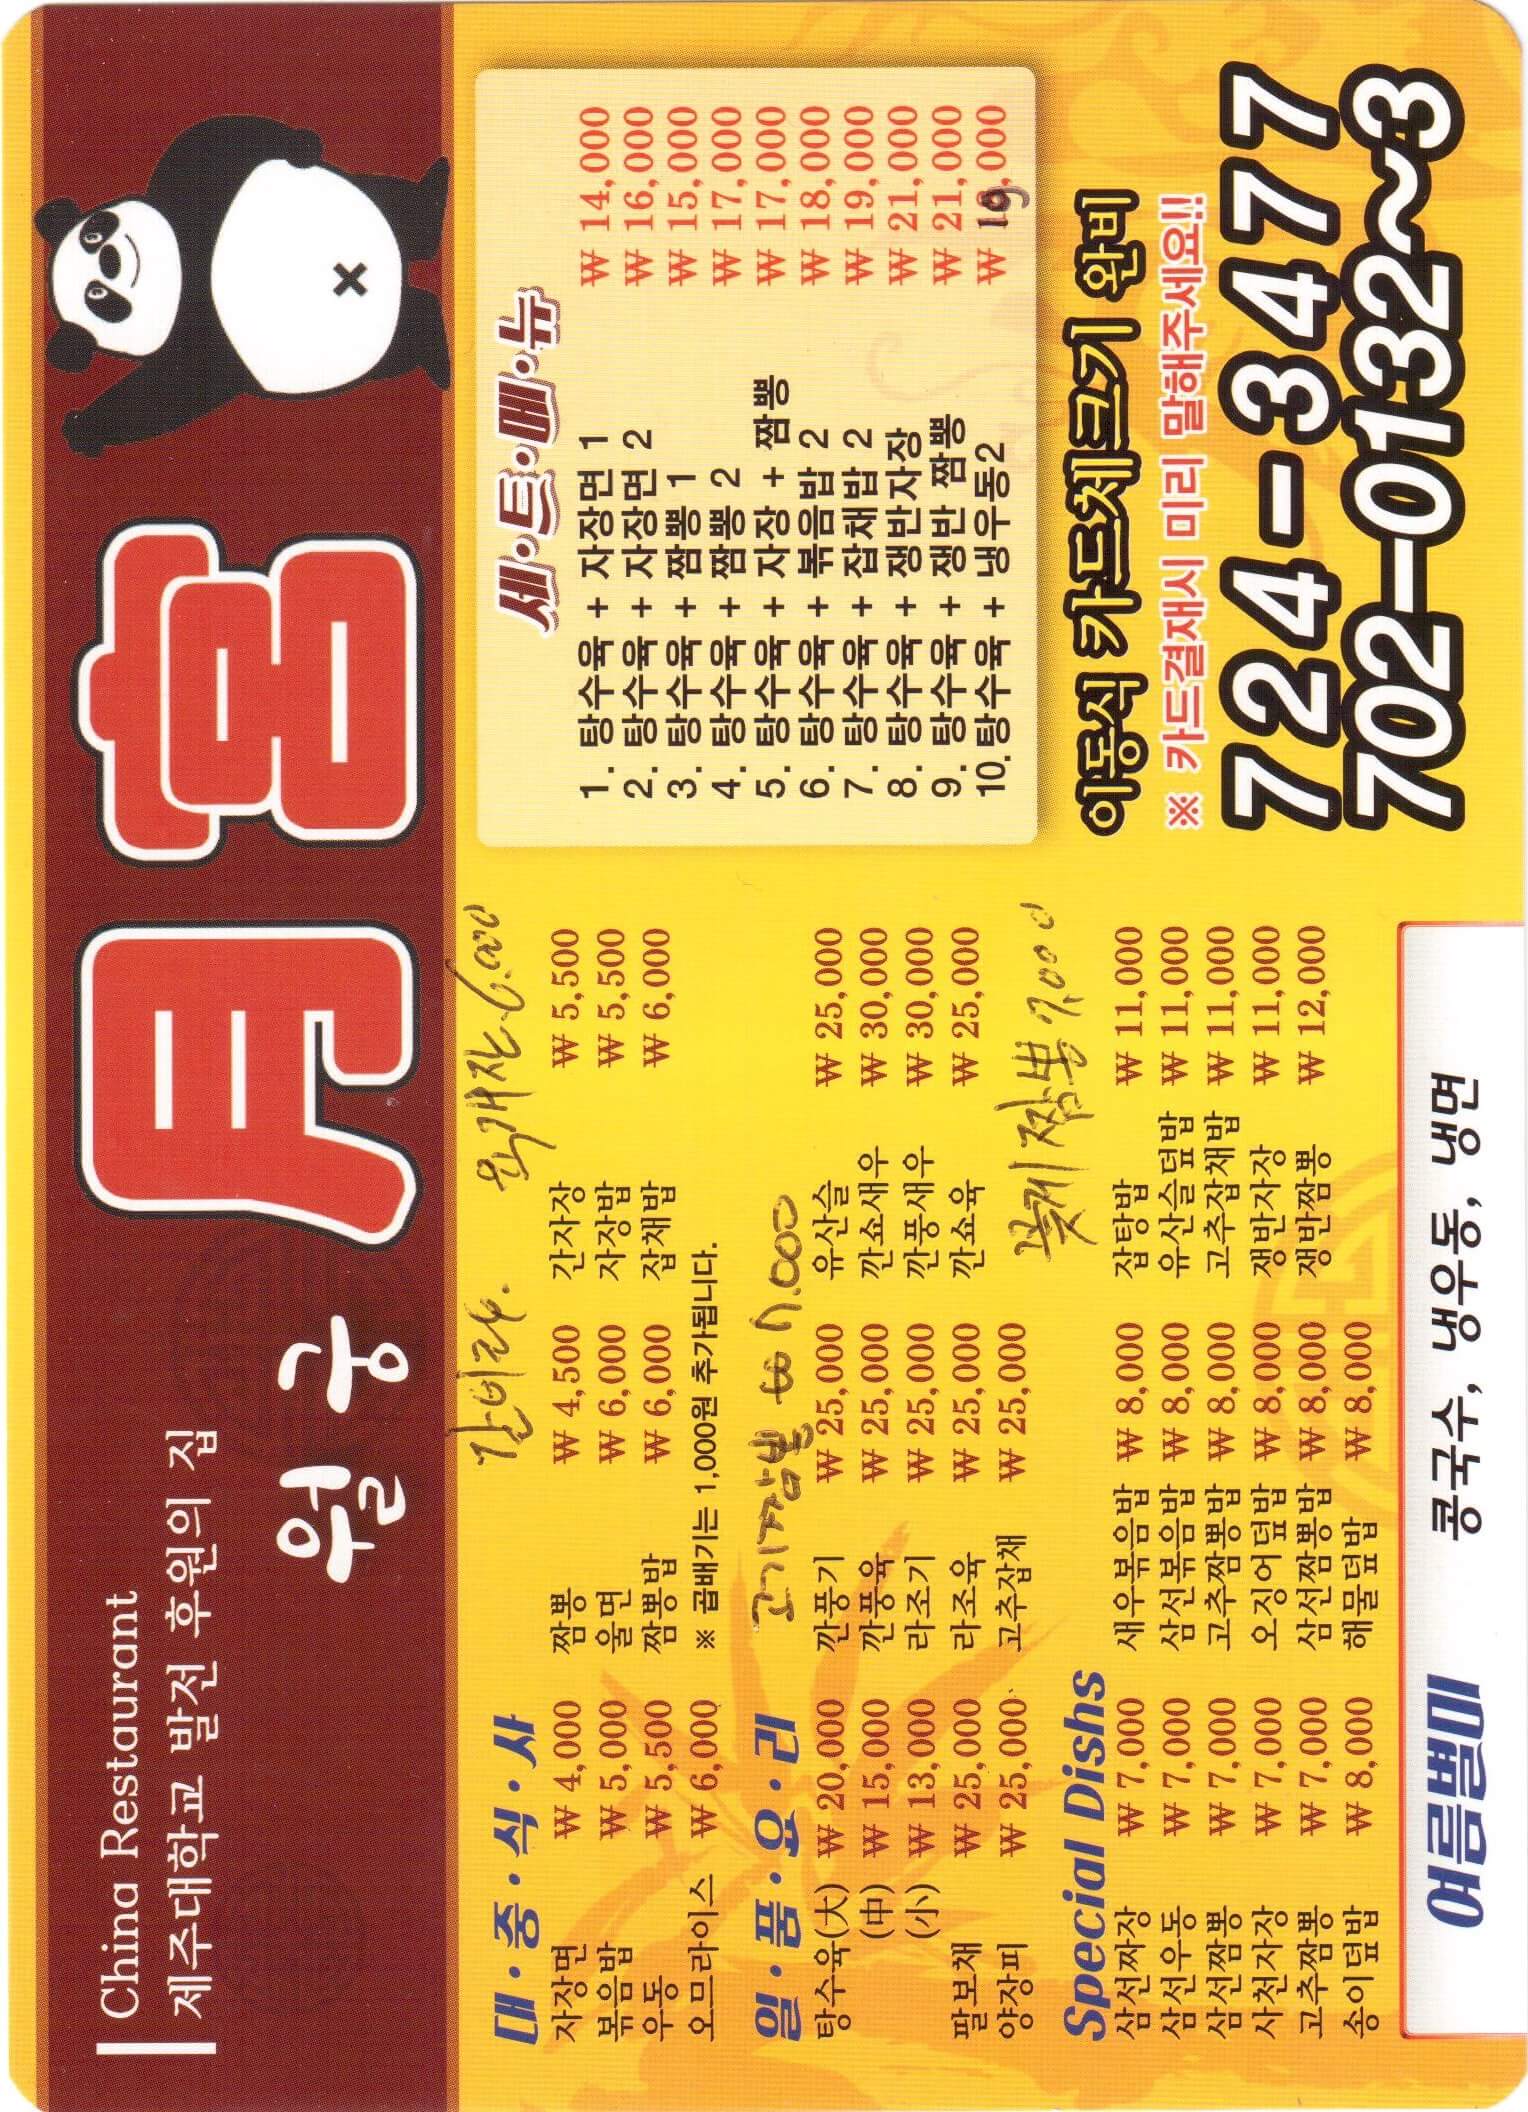 China Restaurant
제주대학교 발전 후원의 집
월궁
月宮
대·중·식·사
자장면 ₩ 4,000 짬뽕 ₩ 4,500 간자장 ₩ 5,500
볶음밥 ₩ 5,000 울면 ₩ 6,000 자장밥 ₩ 5,500
우동 ₩ 5,500 짬뽕밥 ₩ 6,000 잡채밥 ₩ 6,000
오므라이스 ₩ 6,000 ※ 곱배기는 1,000원 추가됩니다.
6.000
일·품·요·리
고기짬뽕 7.000
탕수육(大) ₩ 20,000 깐풍기 ₩ 25,000 유산슬 ₩ 25,000
(中) ₩ 15,000 깐풍육 ₩ 25,000 깐쇼새우 ₩ 30,000
(小) ₩ 13,000 라조기 ₩ 25,000 깐풍새우 ₩ 30,000
팔보채 ₩ 25,000 라조육 ₩ 25,000 깐쇼육 ₩ 25,000
양장피 ₩ 25,000 고추잡채 ₩ 25,000
꽃게짬뽕 7.000
Special Dishs
삼선짜장 ₩ 7,000 새우볶음밥 ₩ 8,000 잡탕밥 ₩ 11,000
삼선우동 ₩ 7,000 삼선볶음밥 ₩ 8,000 유산슬덮밥 ₩ 11,000
삼선짬뽕 ₩ 7,000 고추짬뽕밥 ₩ 8,000 고추잡채밥 ₩ 11,000
사천자장 ₩ 7,000 오징어덮밥 ₩ 8,000 쟁반자장 ₩ 11,000
고추짬뽕 ₩ 7,000 삼선짬뽕밥 ₩ 8,000 쟁반짬뽕 ₩ 12,000
송이덮밥 ₩ 8,000 해물덮밥 ₩ 8,000
여름별미 콩국수, 냉우동, 냉면
세·트·메·뉴
1. 탕수육 + 자장면 1 ₩ 14,000
2. 탕수육 + 자장면 2 ₩ 16,000
3. 탕수육 + 짬뽕 1 ₩ 15,000
4. 탕수육 + 짬뽕 2 ₩ 17,000
5. 탕수육 + 자장 + 짬뽕 ₩ 17,000
6. 탕수육 + 볶음밥 2 ₩ 18,000
7. 탕수육 + 잡채밥 2 ₩ 19,000
8. 탕수육 + 쟁반자장 ₩ 21,000
9. 탕수육 + 쟁반 짬뽕 ₩ 21,000
10. 탕수육 + 냉우동2 ₩ 19,000
이동식 카드체크기 완비
※ 카드결재시 미리 말해주세요!!
724-3477
702-0132~3